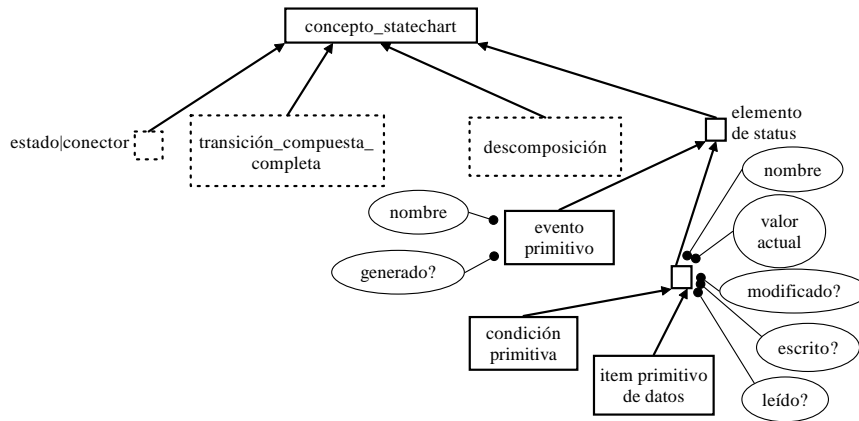 concepto_statechart
estado|conector
transición_compuesta_
completa
descomposición
elemento
de status
nombre
valor
actual
nombre
evento
primitivo
generado?
modificado?
condición
primitiva
escrito?
item primitivo
de datos
leído?